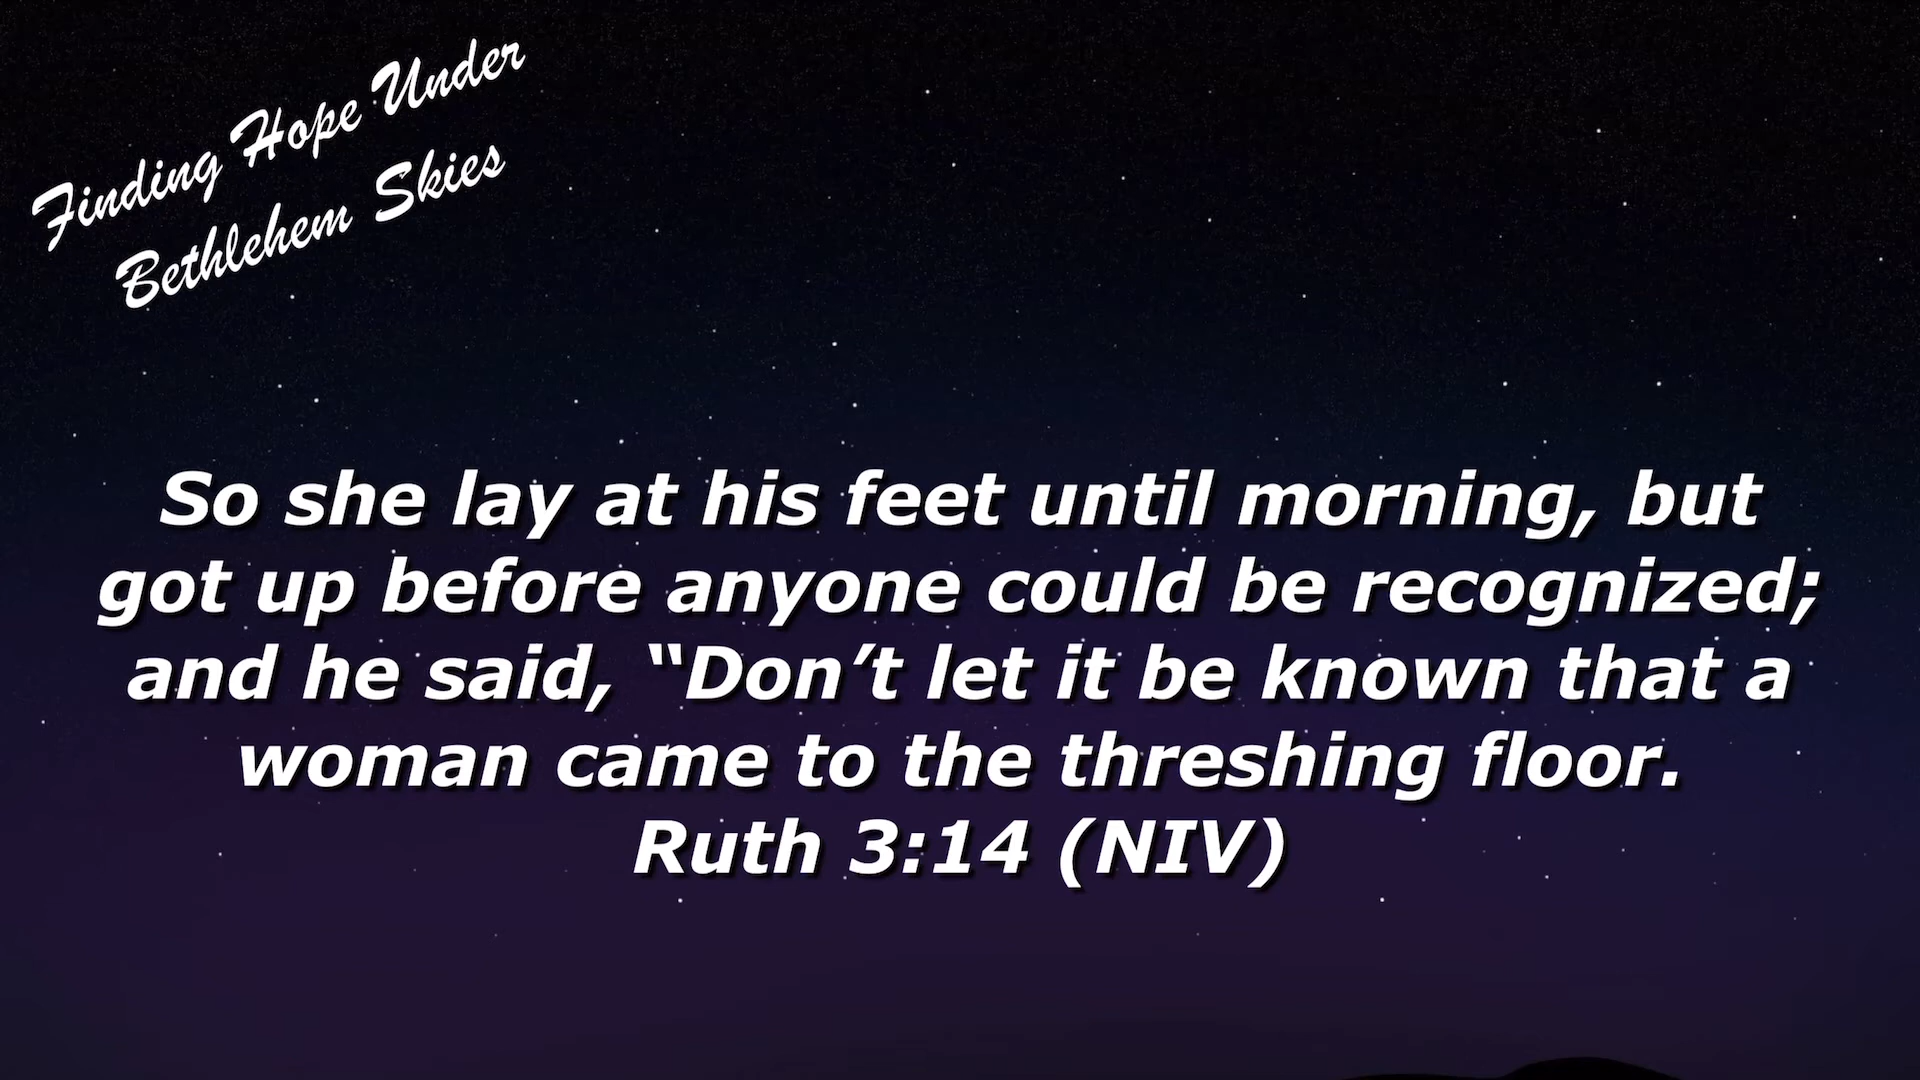 Finding Hope Under
Bethlehem Skies
So she lay at his feet until morning, but
got up before anyone could be recognized;
and he said, “Don’t let it be known that a
woman came to the threshing floor.
Ruth 3:14 (NIV)